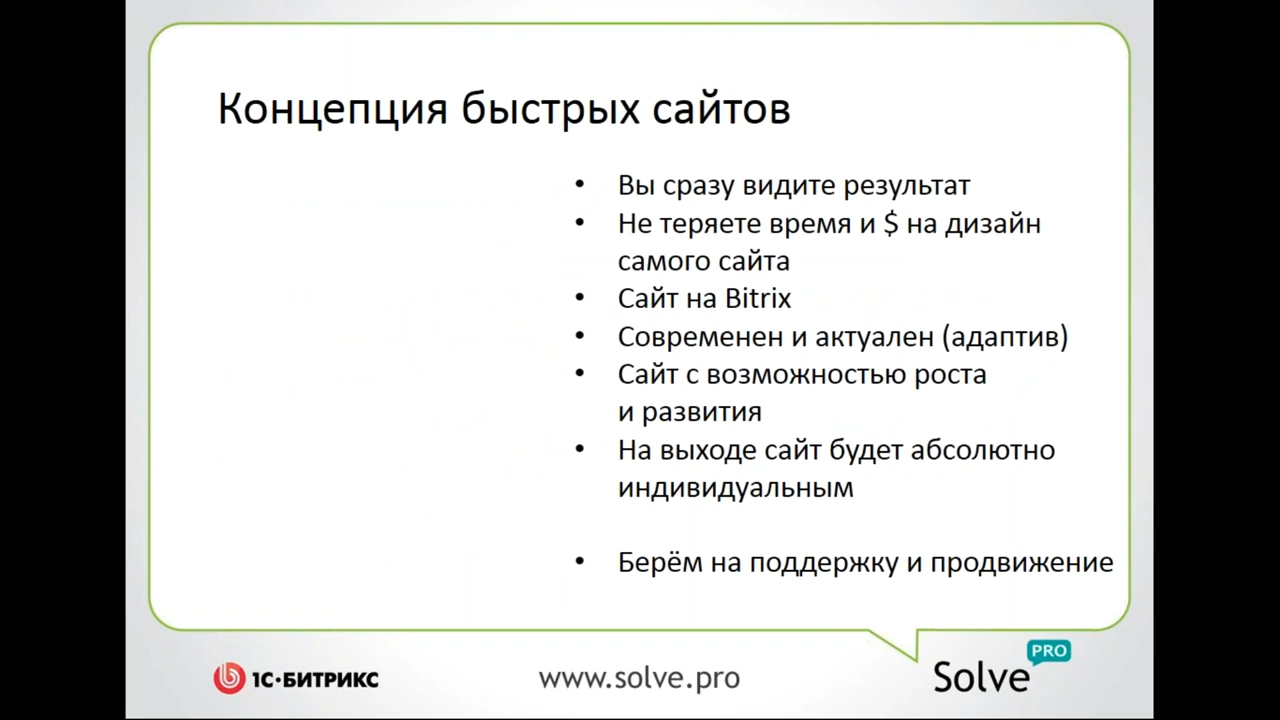 Концепция быстрых сайтов
• Вы сразу видите результат
• Не теряете время и $ на дизайн
самого сайта
• Сайт на Bitrix
• Современен и актуален (адаптив)
• Сайт с возможностью роста
и развития
• На выходе сайт будет абсолютно
индивидуальным
• Берём на поддержку и продвижение
1С·БИТРИКС
www.solve.pro
Solve PRO